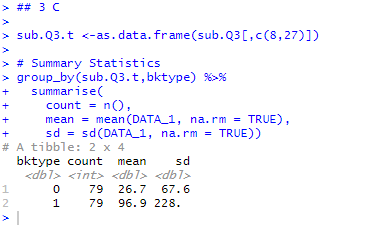 > ## 3 C
>
> sub.Q3.t <-as.data.frame(sub.Q3[,c(8,27)])
>
> # Summary Statistics
> group_by(sub.Q3.t,bktype) %>%
+   summarise(
+     count = n(),
+     mean = mean(DATA_1, na.rm = TRUE),
+     sd = sd(DATA_1, na.rm = TRUE))
# A tibble: 2 x 4
  bktype count  mean    sd
   <dbl> <int> <dbl> <dbl>
1      0    79  26.7  67.6
2      1    79  96.9 228.
>